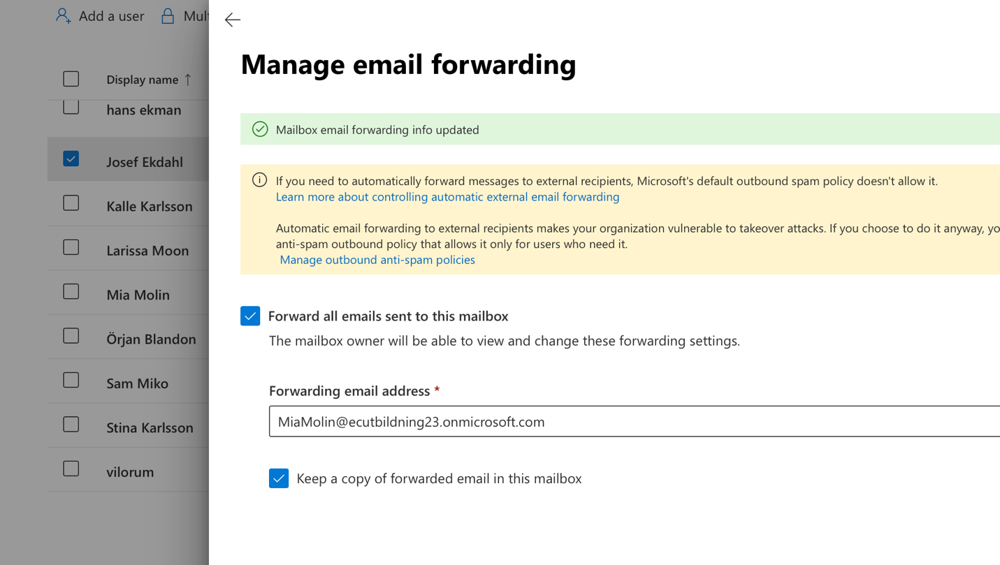 Add a user
Display name ↑
hans ekman
Josef Ekdahl
Kalle Karlsson
Larissa Moon
Mia Molin
Örjan Blandon
Sam Miko
Stina Karlsson
vilorum
Manage email forwarding
Mailbox email forwarding info updated
If you need to automatically forward messages to external recipients, Microsoft's default outbound spam policy doesn't allow it.
Learn more about controlling automatic external email forwarding
Automatic email forwarding to external recipients makes your organization vulnerable to takeover attacks. If you choose to do it anyway,
anti-spam outbound policy that allows it only for users who need it.
Manage outbound anti-spam policies
Forward all emails sent to this mailbox
The mailbox owner will be able to view and change these forwarding settings.
Forwarding email address *
MiaMolin@ecutbildning23.onmicrosoft.com
Keep a copy of forwarded email in this mailbox